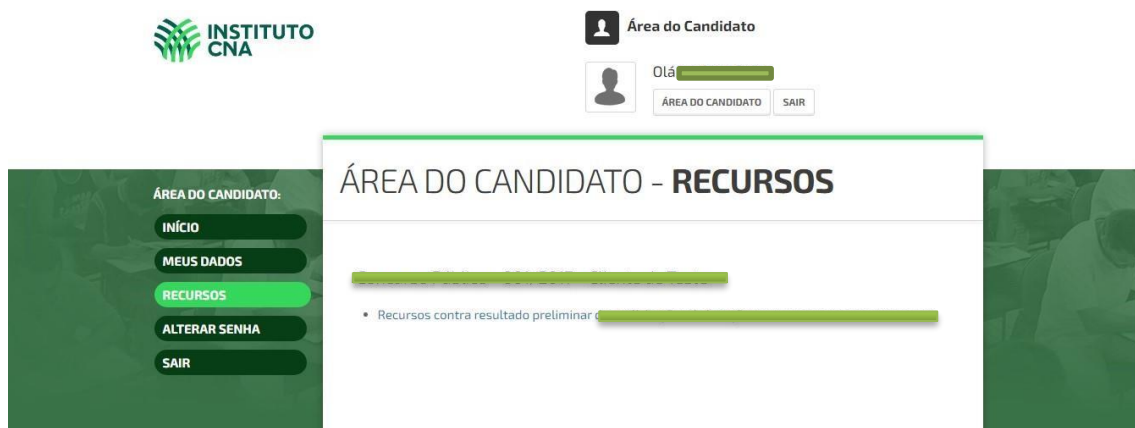 INSTITUTO
CNA
Área do Candidato
Olá
ÁREA DO CANDIDATO SAIR
ÁREA DO CANDIDATO - RECURSOS
ÁREA DO CANDIDATO:
INÍCIO
MEUS DADOS
RECURSOS
ALTERAR SENHA
SAIR
Recursos contra resultado preliminar